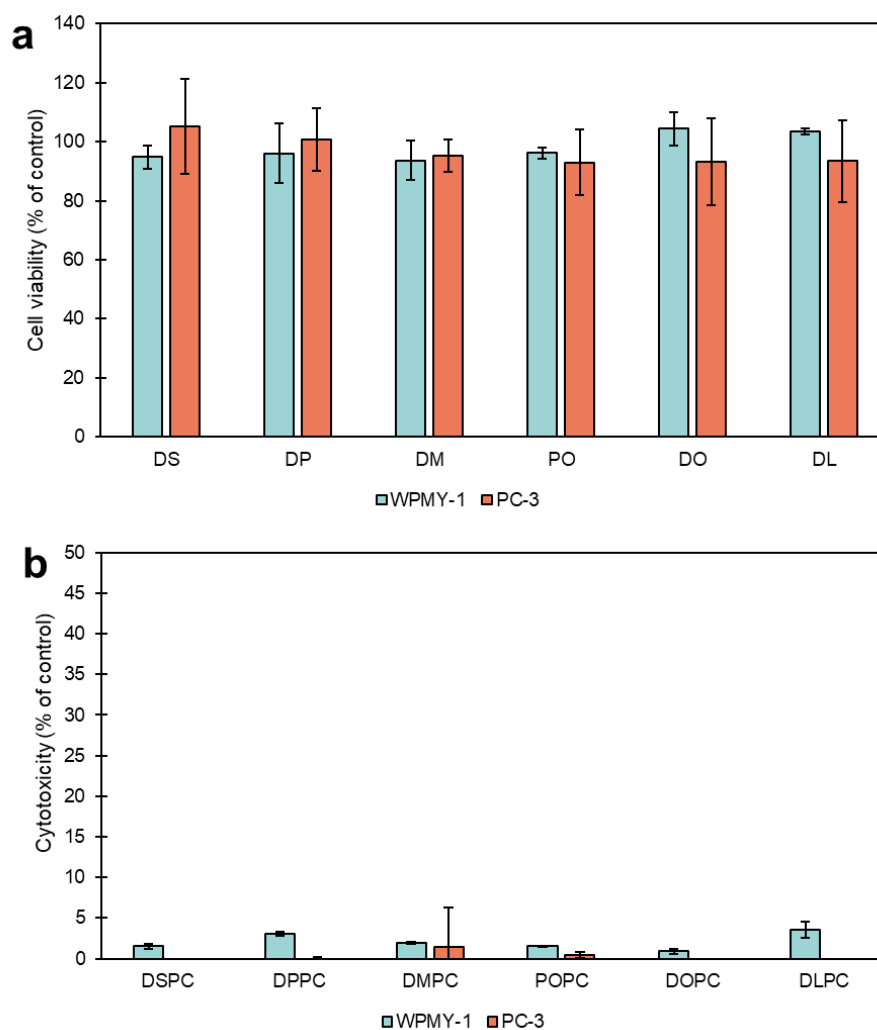 a
Cell viability (% of control)
140
120
100
80
60
40
20
0
DS DP DM PO DO DL
WPMY-1 PC-3
b
Cytotoxicity (% of control)
50
45
40
35
30
25
20
15
10
5
0
DSPC DPPC DMPC POPC DOPC DLPC
WPMY-1 PC-3